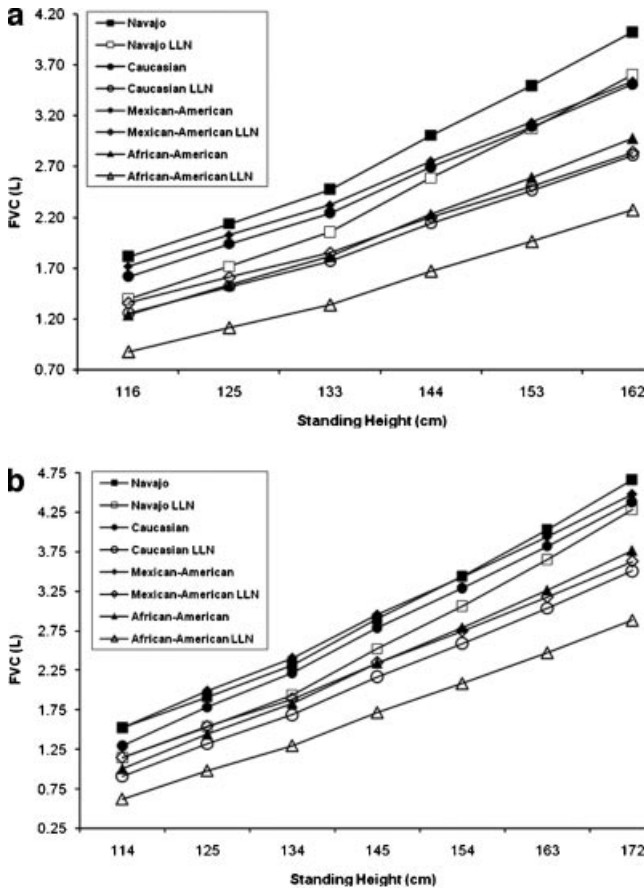 a
4.20
3.70
3.20
2.70
2.20
1.70
1.20
0.70
FVC (L)
Navajo
Navajo LLN
Caucasian
Caucasian LLN
Mexican-American
Mexican-American LLN
African-American
African-American LLN
116 125 133 144 153 162
Standing Height (cm)
b
4.75
4.25
3.75
3.25
2.75
2.25
1.75
1.25
0.75
0.25
FVC (L)
Navajo
Navajo LLN
Caucasian
Caucasian LLN
Mexican-American
Mexican-American LLN
African-American
African-American LLN
114 125 134 145 154 163 172
Standing Height (cm)